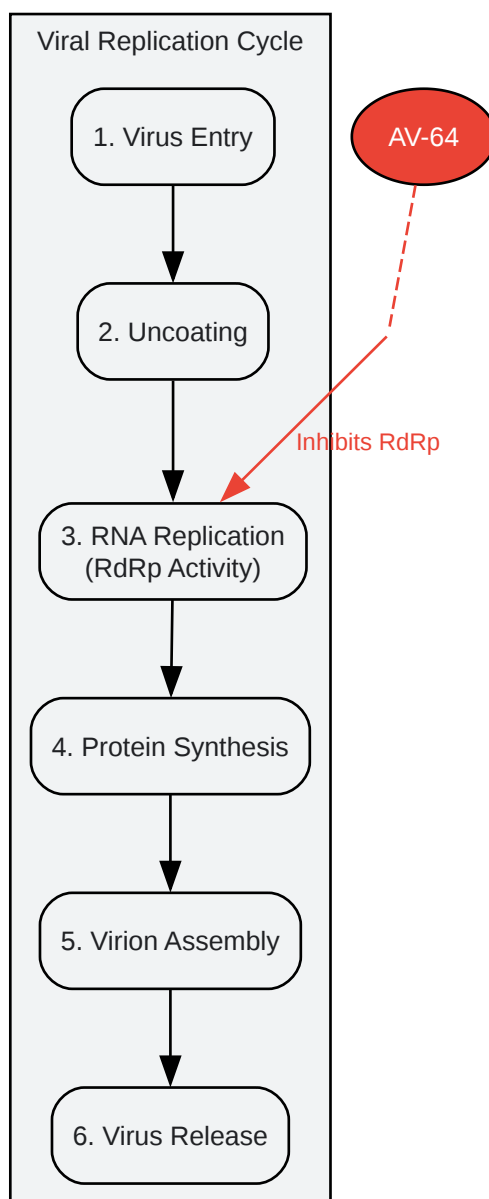 Viral Replication Cycle
1. Virus Entry
AV-64
2. Uncoating
Inhibits RdRp
3. RNA Replication
(RdRp Activity)
4. Protein Synthesis
5. Virion Assembly
6. Virus Release